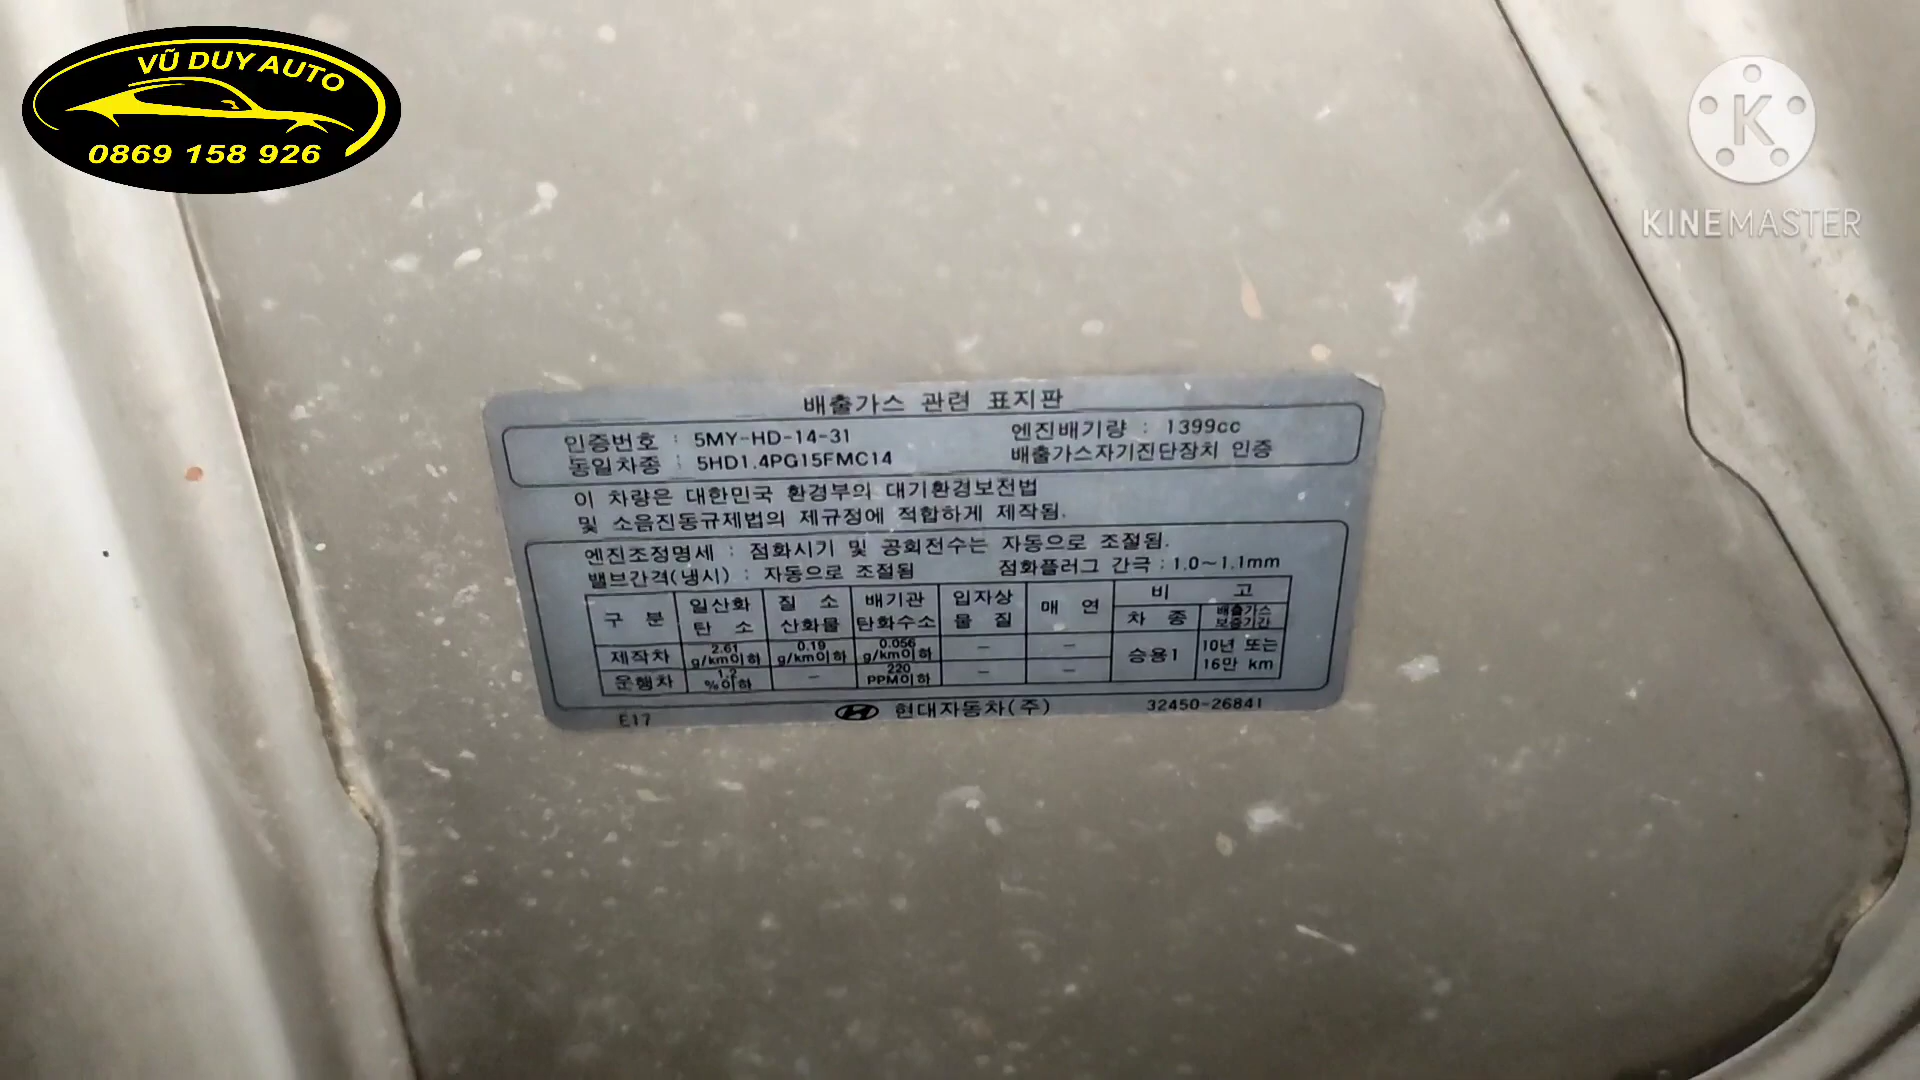 VŨ DUY AUTO
0869 158 926
K
KINEMASTER
배출가스 관련 표지판
인증번호 : 5MY-HD-14-31 엔진배기량 : 1399cc
동일차종 : 5HD1.4PG15FMC14 배출가스자기진단장치 인증
이 차량은 대한민국 환경부의 대기환경보전법
및 소음진동규제법의 제규정에 적합하게 제작됨.
엔진조정명세 : 점화시기 및 공회전수는 자동으로 조절됨.
밸브간격(냉시) : 자동으로 조절됨 점화플러그 간극 : 1.0~1.1mm
구 분 일산화탄 소 질 소산화물 배기관탄화수소 입자상물 질 매 연 비 고
차 종 배출가스보증기간
제작차 2.61 g/km이하 0.19 g/km이하 0.056 g/km이하 - - 승용1 10년 또는 16만 km
운행차 1.2 %이하 - 220 PPM이하 - -
E17 현대자동차(주) 32450-26841